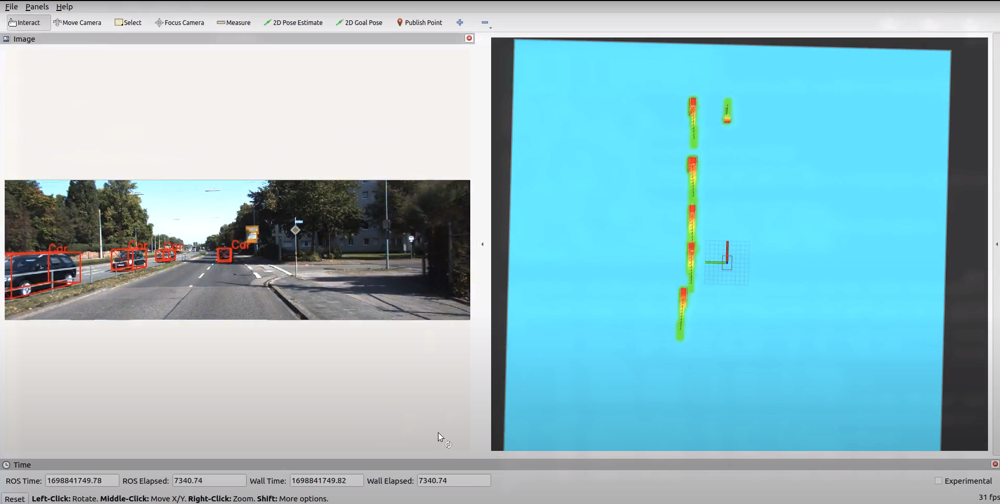 File Panels Help
Interact Move Camera Select Focus Camera Measure 2D Pose Estimate 2D Goal Pose Publish Point
Image
Car Car Car Car
Time
ROS Time: 1698841749.78 ROS Elapsed: 7340.74 Wall Time: 1698841749.82 Wall Elapsed: 7340.74 Experimental
Reset Left-Click: Rotate. Middle-Click: Move X/Y. Right-Click: Zoom. Shift: More options. 31 fps